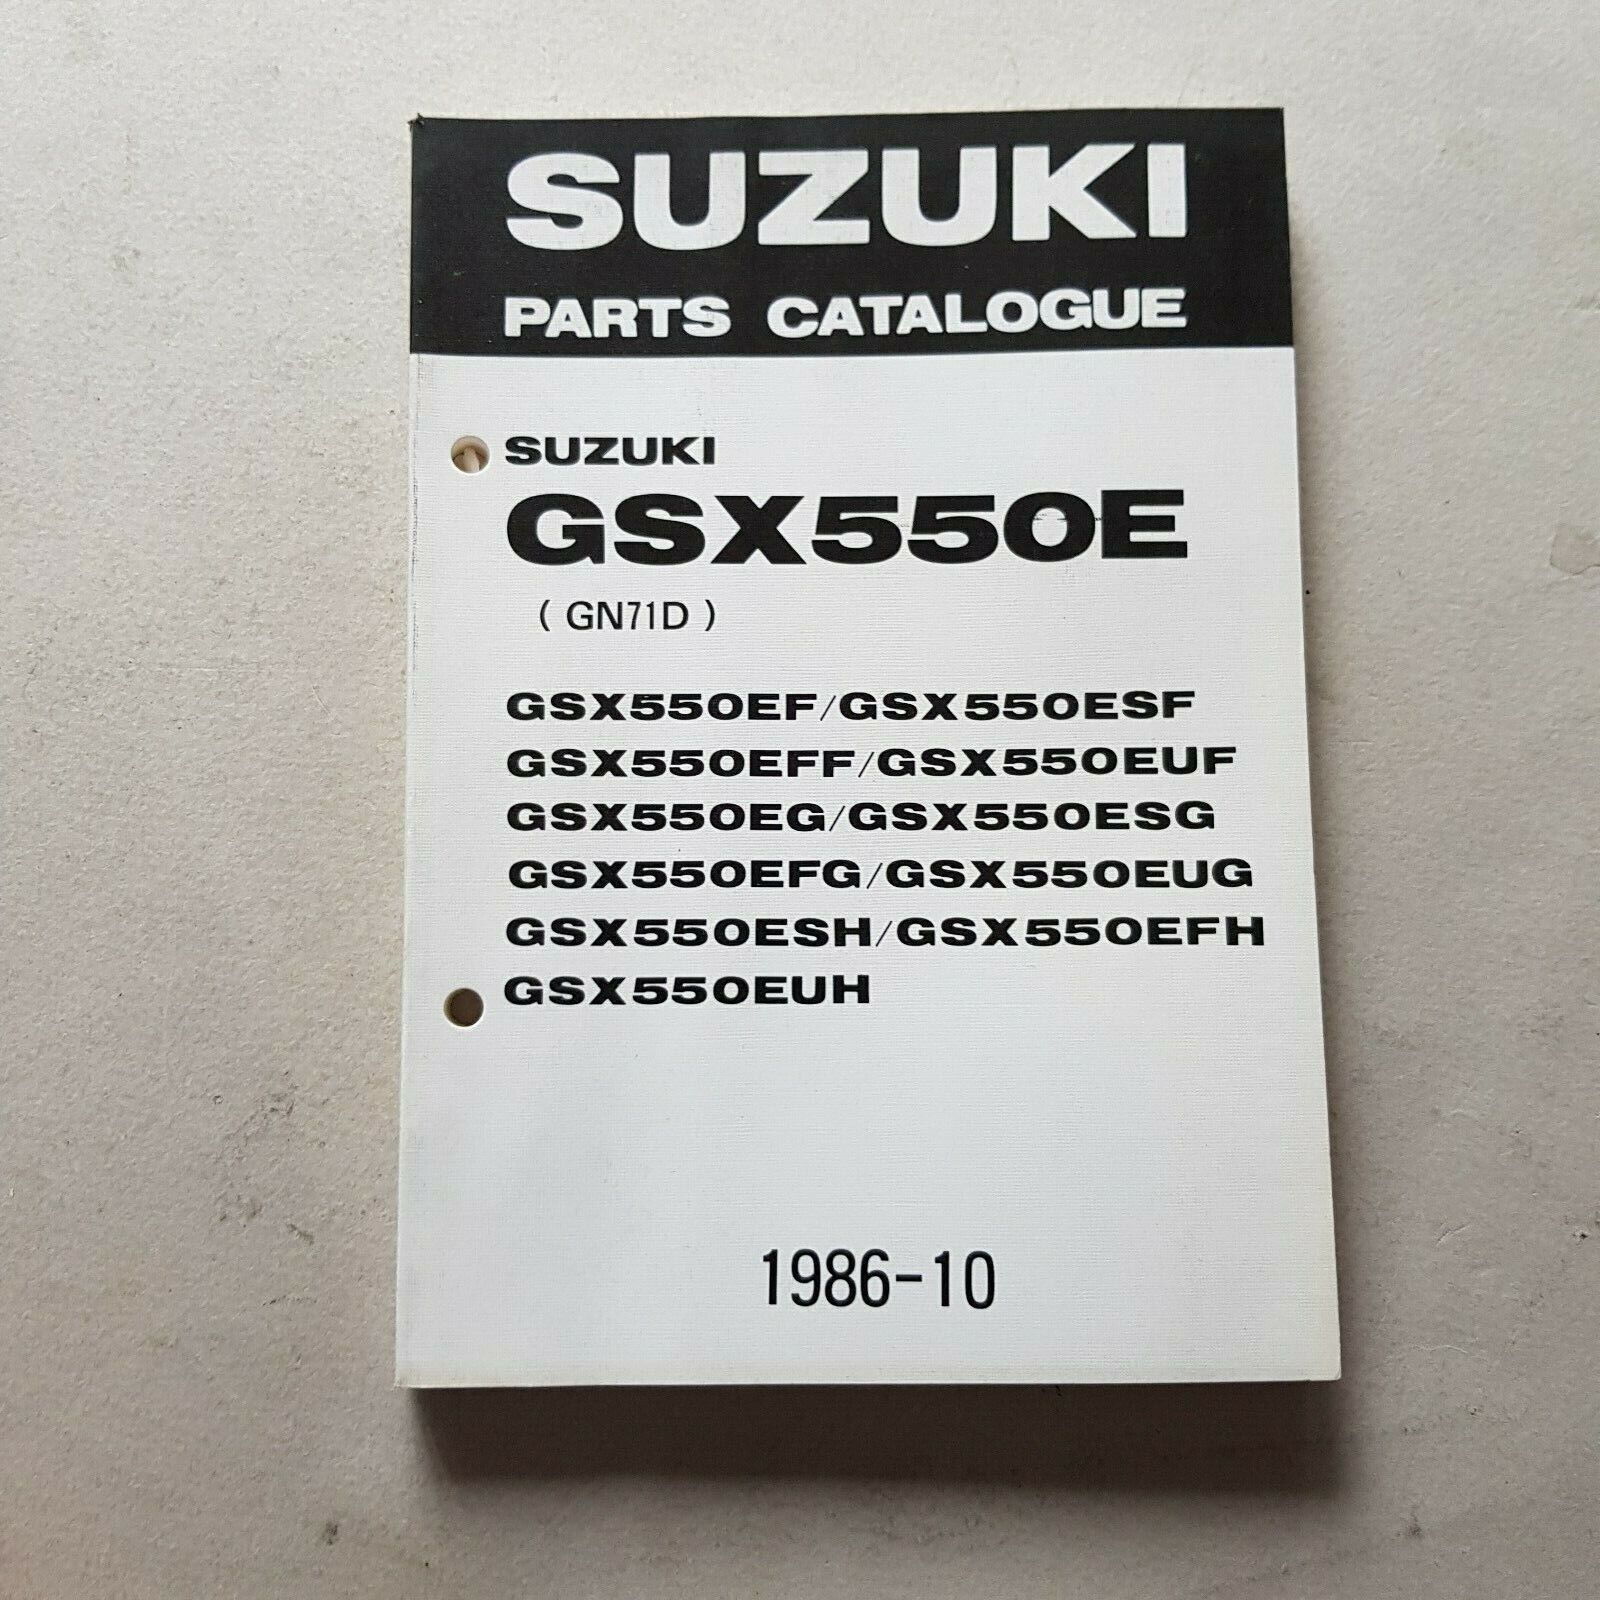 SUZUKI
PARTS CATALOGUE
SUZUKI
GSX550E
( GN71D )
GSX550EF/GSX550ESF
GSX550EFF/GSX550EUF
GSX550EG/GSX550ESG
GSX550EFG/GSX550EUG
GSX550ESH/GSX550EFH
GSX550EUH
1986-10